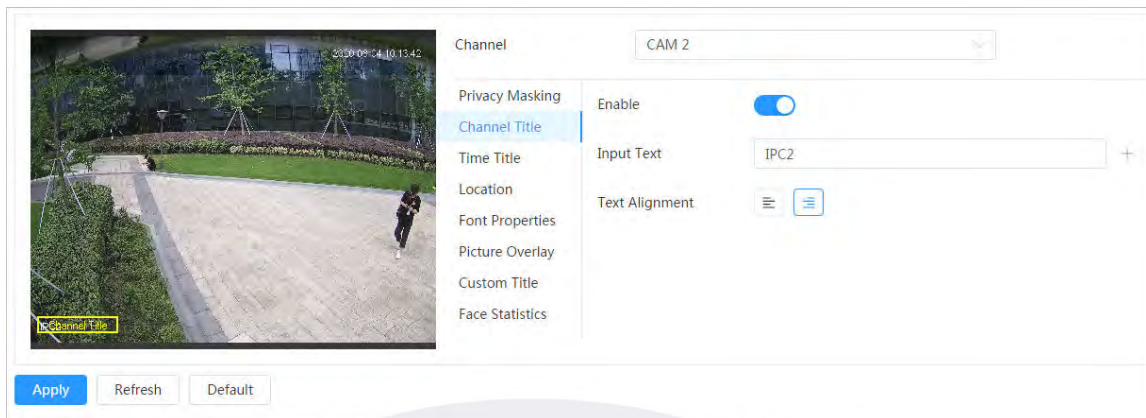 Channel
CAM 2
2020-09-04 10:13:42
Privacy Masking
Enable
Channel Title
Time Title
Input Text
IPC2
Location
Text Alignment
Font Properties
Picture Overlay
Custom Title
Face Statistics
Channel Title
Apply
Refresh
Default